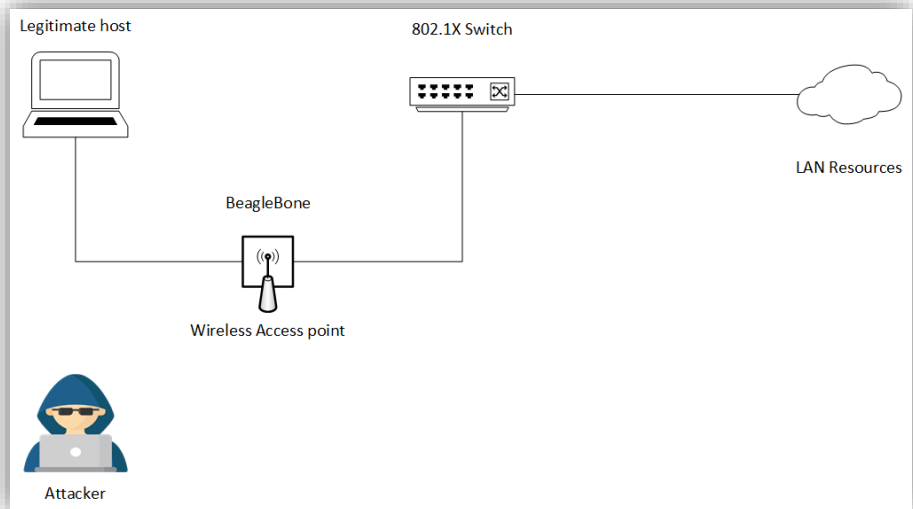 Legitimate host
802.1X Switch
LAN Resources
BeagleBone
Wireless Access point
Attacker